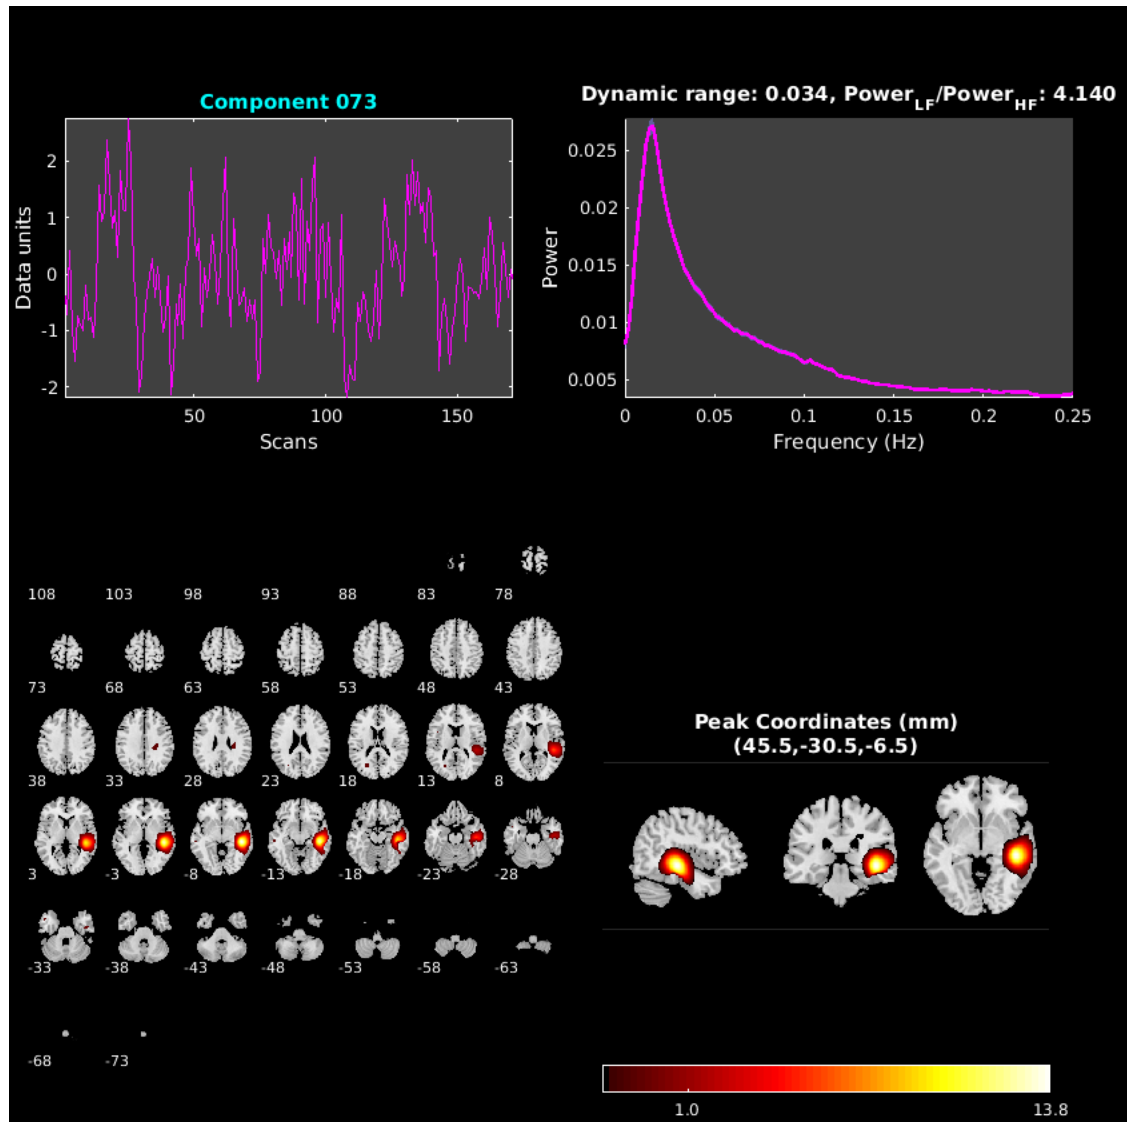 Component 073
Data units
2
1
0
-1
-2
50
100
150
Scans
Dynamic range: 0.034, Power_LF/Power_HF: 4.140
Power
0.025
0.02
0.015
0.01
0.005
0
0.05
0.1
0.15
0.2
0.25
Frequency (Hz)
108 103 98 93 88 83 78
73 68 63 58 53 48 43
38 33 28 23 18 13 8
3 -3 -8 -13 -18 -23 -28
-33 -38 -43 -48 -53 -58 -63
-68 -73
Peak Coordinates (mm)
(45.5,-30.5,-6.5)
1.0
13.8